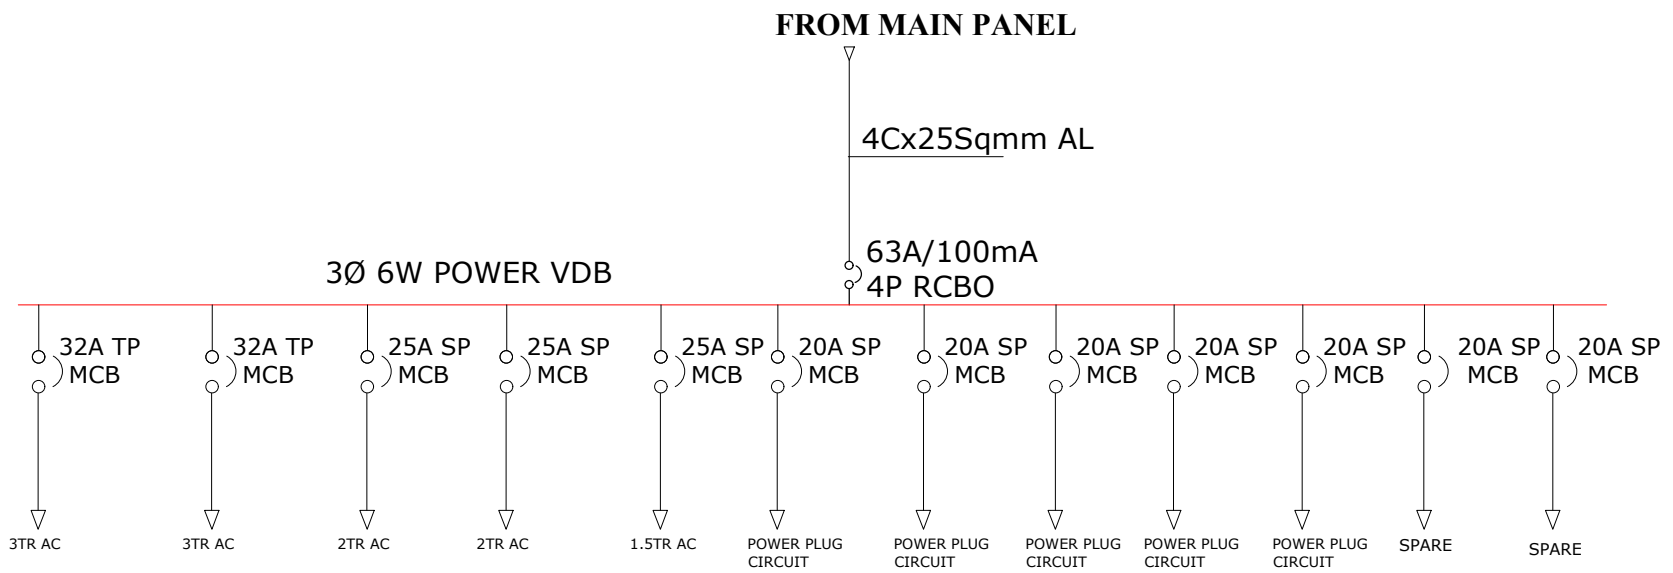 FROM MAIN PANEL
4Cx25Sqmm AL
63A/100mA
4P RCBO
3Ø 6W POWER VDB
32A TP
MCB
32A TP
MCB
25A SP
MCB
25A SP
MCB
25A SP
MCB
20A SP
MCB
20A SP
MCB
20A SP
MCB
20A SP
MCB
20A SP
MCB
20A SP
MCB
20A SP
MCB
3TR AC
3TR AC
2TR AC
2TR AC
1.5TR AC
POWER PLUG
CIRCUIT
POWER PLUG
CIRCUIT
POWER PLUG
CIRCUIT
POWER PLUG
CIRCUIT
POWER PLUG
CIRCUIT
SPARE
SPARE